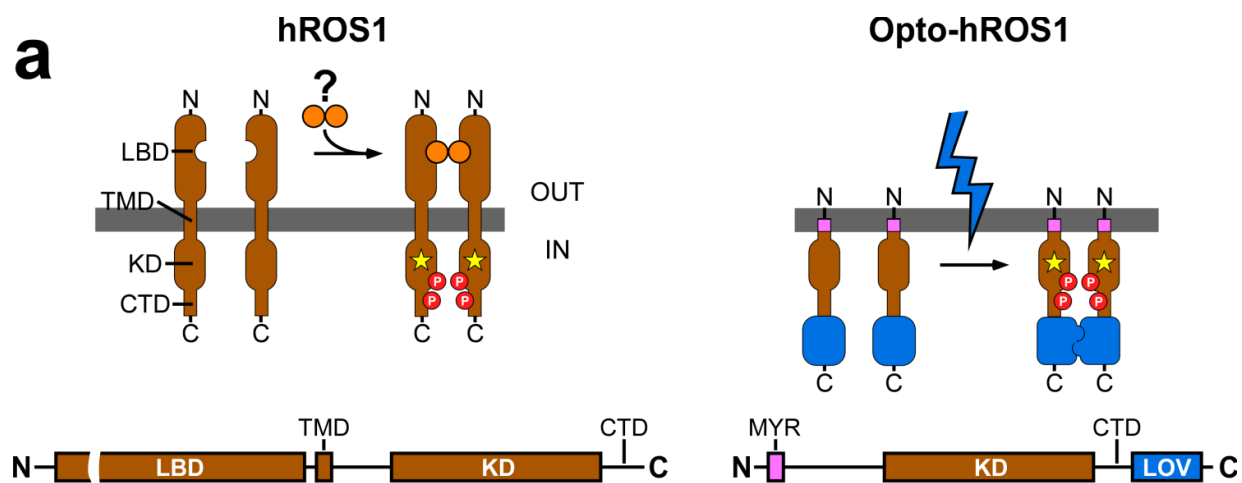 a
hROS1
Opto-hROS1
?
N N N N
LBD
TMD
OUT
N N N N
KD
IN
P P P P
P P P P
CTD
C C C C
C C C C
TMD CTD
N LBD KD C
MYR CTD
N KD LOV C